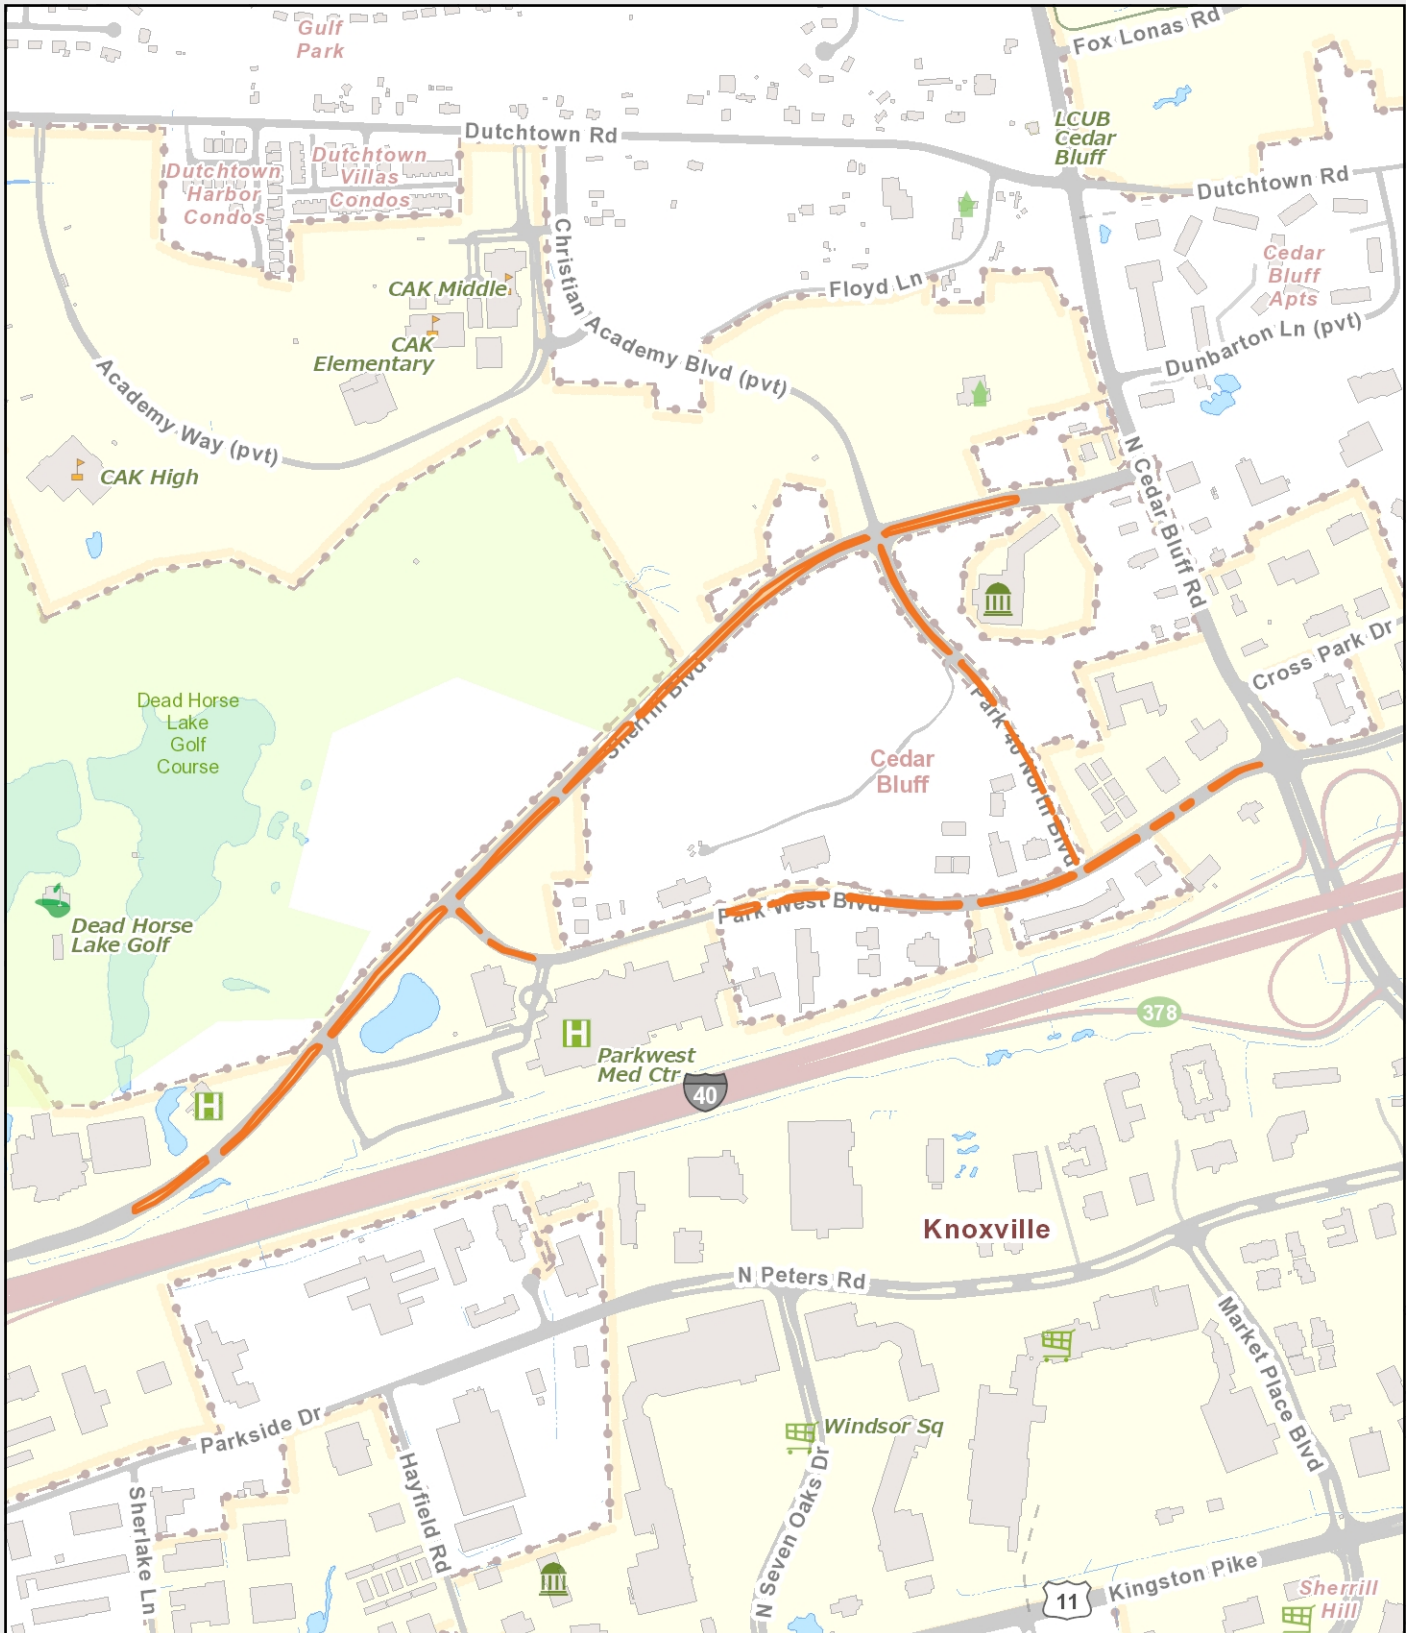 Gulf
Park
Fox Lonas Rd
LCUB
Cedar
Bluff
Dutchtown Rd
Dutchtown
Harbor
Condos
Dutchtown
Villas
Condos
Dutchtown Rd
Christian Academy Blvd (pvt)
Cedar
Bluff
Apts
CAK Middle
Floyd Ln
CAK
Elementary
Dunbarton Ln (pvt)
Academy Way (pvt)
CAK High
N Cedar Bluff Rd
Cross Park Dr
Sherrill Blvd
Park 40 North Blvd
Dead Horse
Lake
Golf
Course
Cedar
Bluff
Dead Horse
Lake Golf
Park West Blvd
378
H
Parkwest
Med Ctr
40
H
Knoxville
N Peters Rd
Market Place Blvd
Parkside Dr
Windsor Sq
Hayfield Rd
Sherlake Ln
N Seven Oaks Dr
Kingston Pike
11
Sherrill
Hill